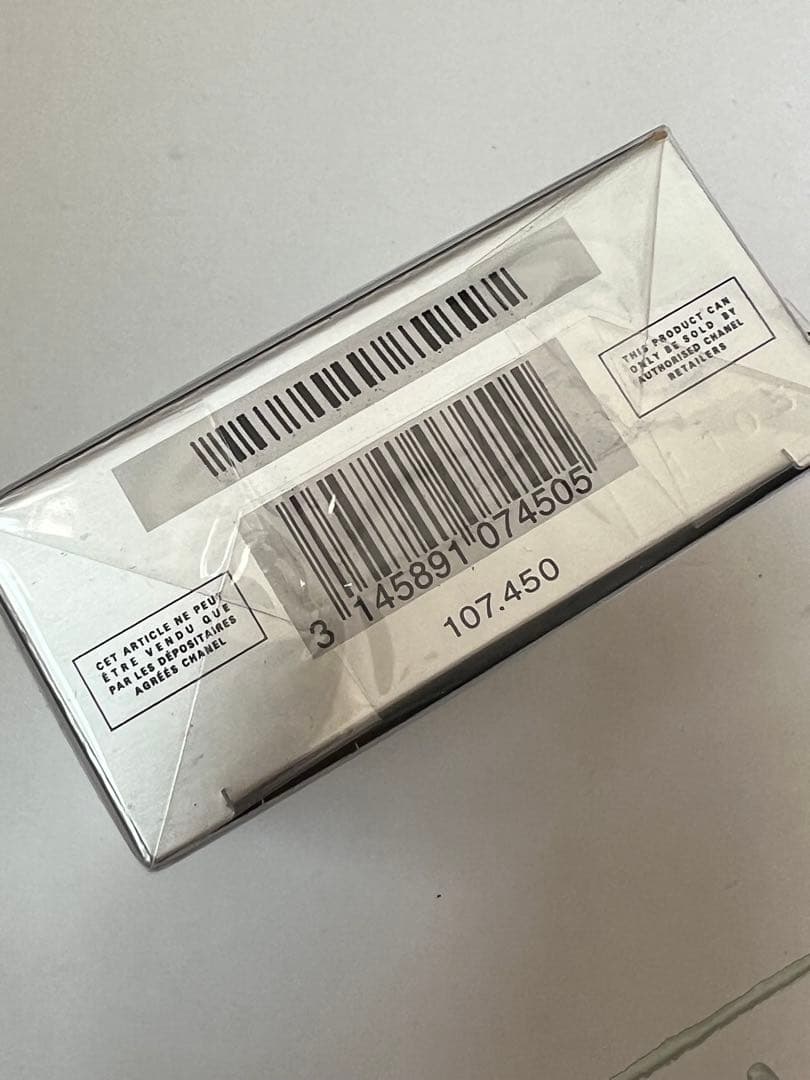 THIS PRODUCT CAN
ONLY BE SOLD BY
AUTHORISED CHANEL
RETAILERS
3 145891 074505
107.450
CET ARTICLE NE PEUT
ÊTRE VENDU QUE
PAR LES DÉPOSITAIRES
AGRÉÉS CHANEL